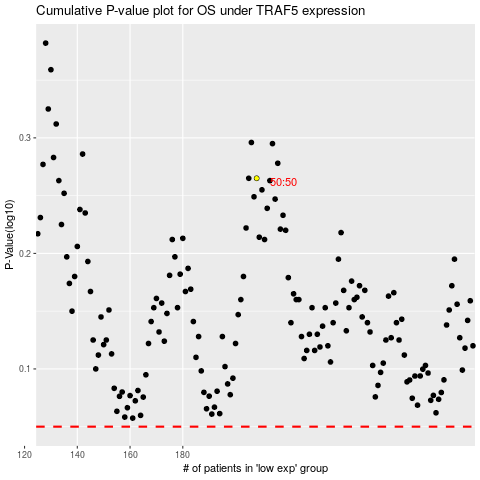 Cumulative P-value plot for OS under TRAF5 expression
P-Value(log10)
0.3
0.2
0.1
50:50
120 140 160 180
# of patients in 'low exp' group